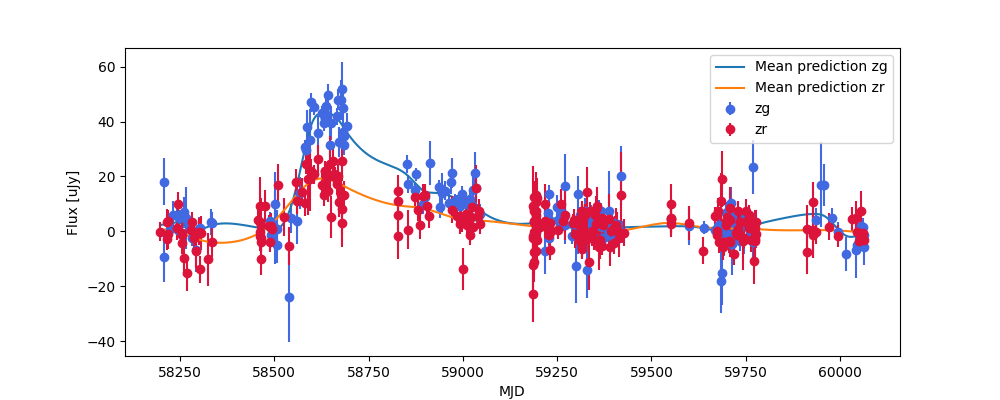 60
40
20
0
−20
−40
Flux [uJy]
58250
58500
58750
59000
59250
59500
59750
60000
MJD
Mean prediction zg
Mean prediction zr
zg
zr